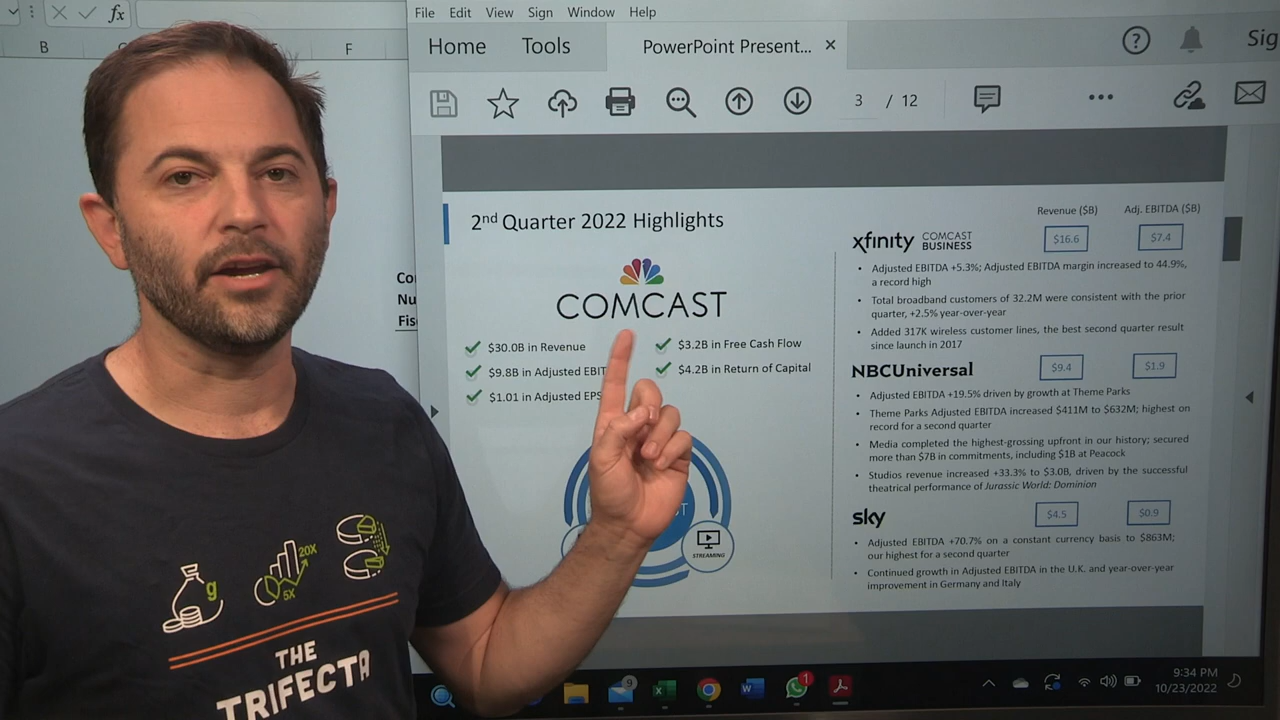 File Edit View Sign Window Help
fx
B F
Home Tools PowerPoint Present... ×
?
Sig
3 / 12
2nd Quarter 2022 Highlights
COMCAST
$30.0B in Revenue
$9.8B in Adjusted EBIT
$1.01 in Adjusted EPS
$3.2B in Free Cash Flow
$4.2B in Return of Capital
STREAMING
Revenue ($B) Adj. EBITDA ($B)
xfinity COMCAST BUSINESS $16.6 $7.4
• Adjusted EBITDA +5.3%; Adjusted EBITDA margin increased to 44.9%,
a record high
• Total broadband customers of 32.2M were consistent with the prior
quarter, +2.5% year-over-year
• Added 317K wireless customer lines, the best second quarter result
since launch in 2017
NBCUniversal $9.4 $1.9
• Adjusted EBITDA +19.5% driven by growth at Theme Parks
• Theme Parks Adjusted EBITDA increased $411M to $632M; highest on
record for a second quarter
• Media completed the highest-grossing upfront in our history; secured
more than $7B in commitments, including $1B at Peacock
• Studios revenue increased +33.3% to $3.0B, driven by the successful
theatrical performance of Jurassic World: Dominion
sky $4.5 $0.9
• Adjusted EBITDA +70.7% on a constant currency basis to $863M;
our highest for a second quarter
• Continued growth in Adjusted EBITDA in the U.K. and year-over-year
improvement in Germany and Italy
Co
Nu
Fis
g
5X
20X
THE
TRIFECTA
9
1
9:34 PM
10/23/2022